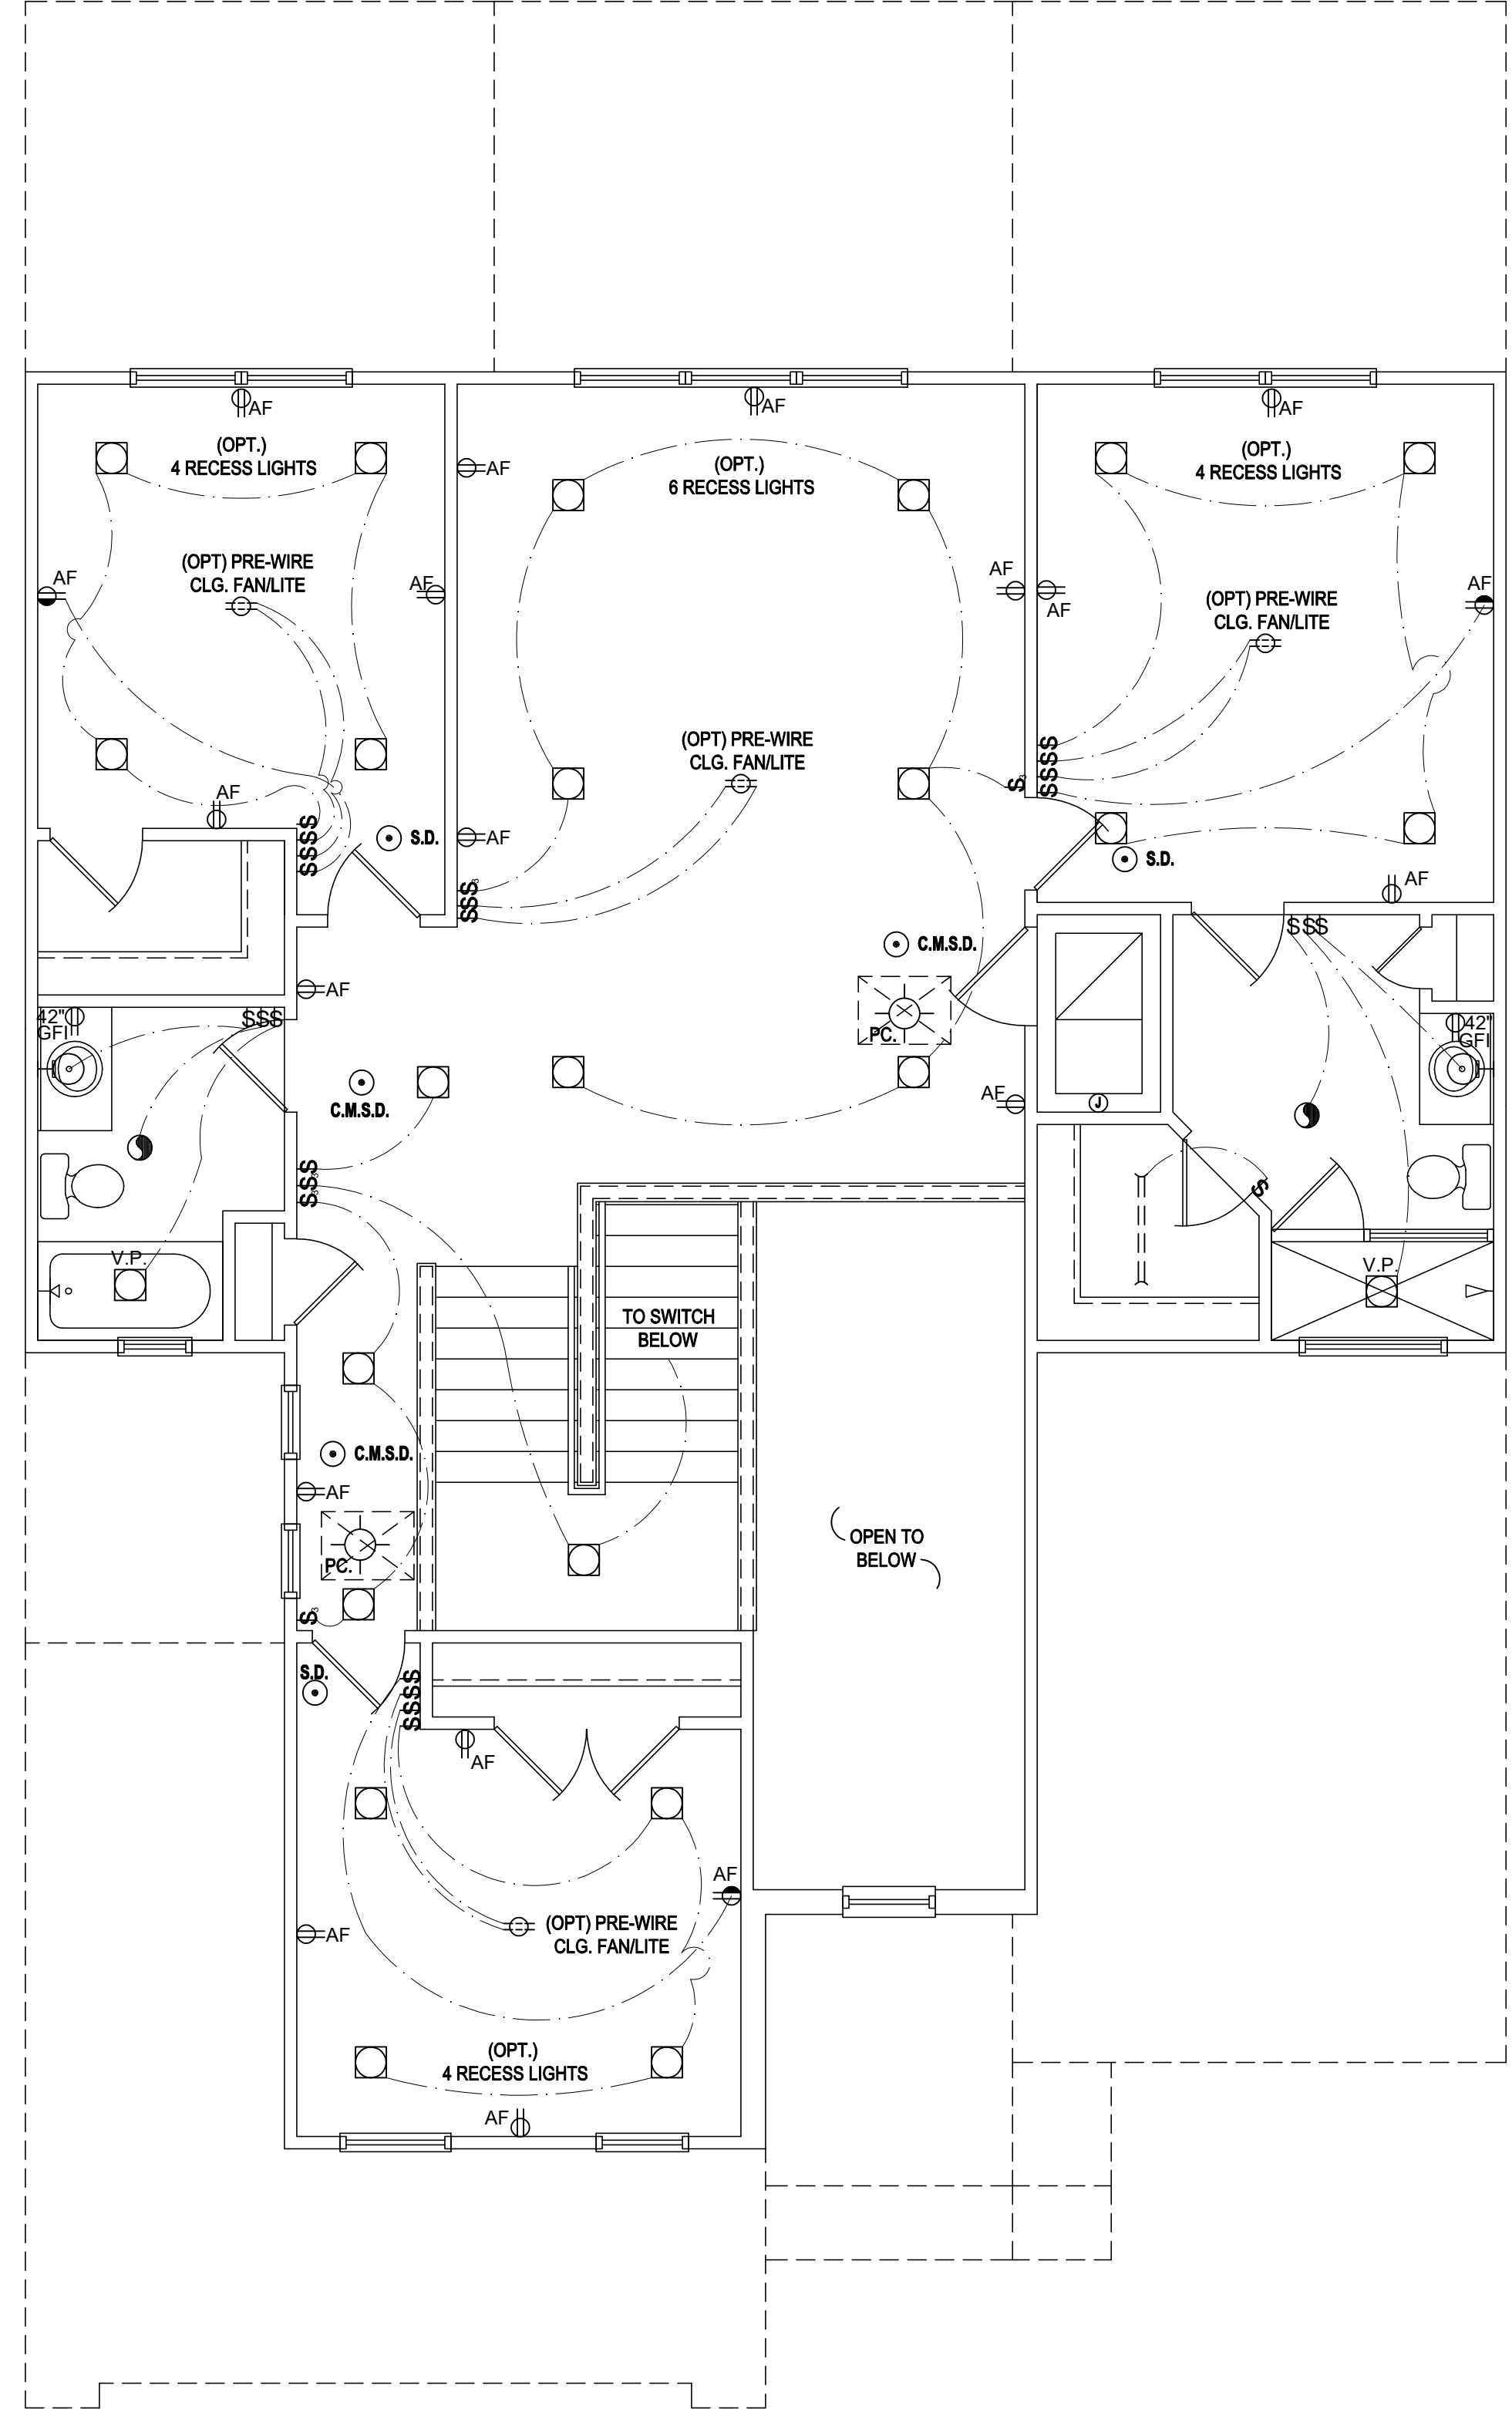 AF
AF
AF
(OPT.)
4 RECESS LIGHTS
(OPT.)
6 RECESS LIGHTS
(OPT.)
4 RECESS LIGHTS
AF
(OPT) PRE-WIRE
CLG. FAN/LITE
AF
AF
AF
AF
(OPT) PRE-WIRE
CLG. FAN/LITE
AF
(OPT) PRE-WIRE
CLG. FAN/LITE
S3
SSSS
AF
SSSS
S.D.
AF
S.D.
SSS3
AF
C.M.S.D.
SSS
AF
PC.
42"
GFI
SSS
42"
GFI
C.M.S.D.
AF
J
SS3S3
S
V.P.
V.P.
TO SWITCH
BELOW
C.M.S.D.
AF
PC.
OPEN TO
BELOW
S3
S.D.
SSSS
AF
AF
AF
(OPT) PRE-WIRE
CLG. FAN/LITE
(OPT.)
4 RECESS LIGHTS
AF